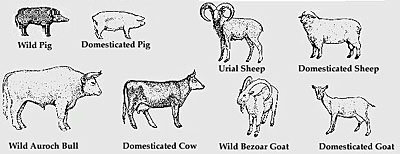 Wild Pig
Domesticated Pig
Urial Sheep
Domesticated Sheep
Wild Auroch Bull
Domesticated Cow
Wild Bezoar Goat
Domesticated Goat